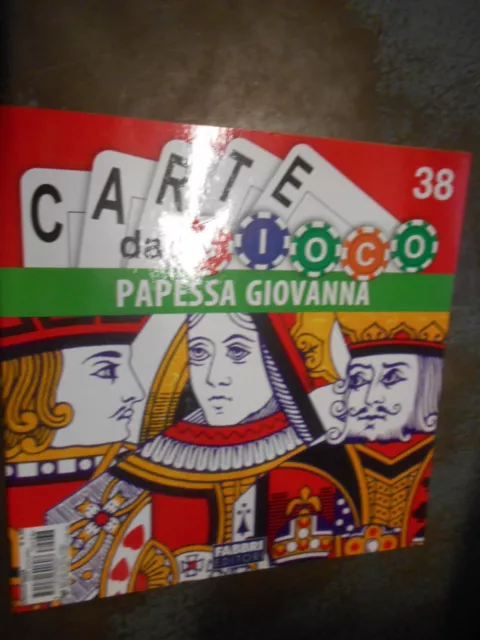 CARTE
38
da GIOCO
PAPESSA GIOVANNA
FABBRI
EDITORI